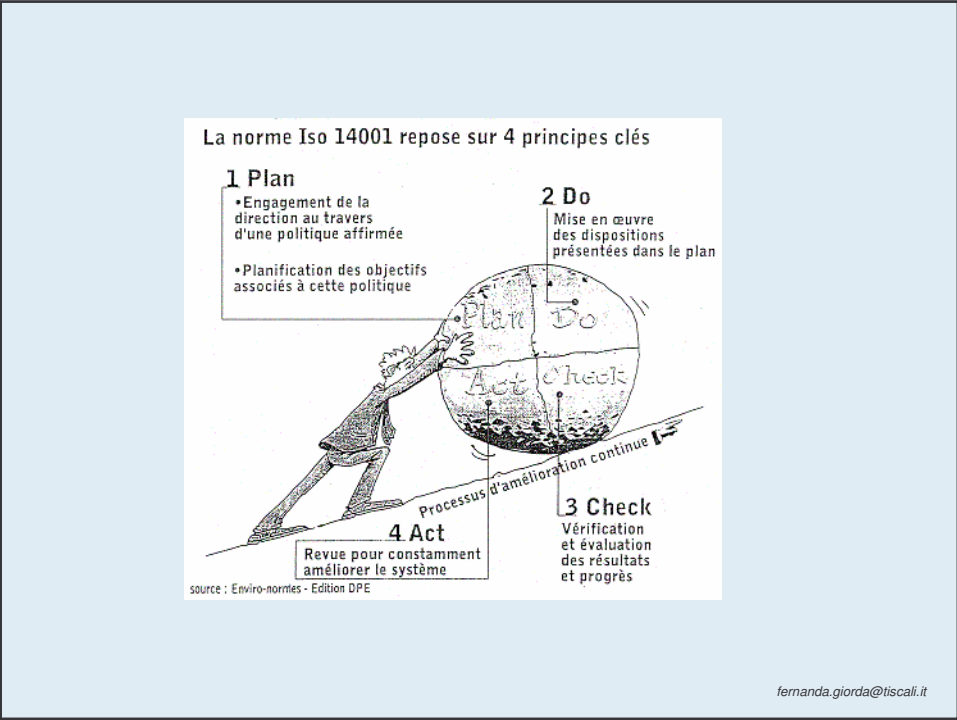 La norme Iso 14001 repose sur 4 principes clés
1 Plan
•Engagement de la
direction au travers
d'une politique affirmée
•Planification des objectifs
associés à cette politique
2 Do
Mise en œuvre
des dispositions
présentées dans le plan
Plan
Do
Act
Check
Processus d'amélioration continue
3 Check
Vérification
et évaluation
des résultats
et progrès
4 Act
Revue pour constamment
améliorer le système
source : Enviro-normes - Edition DPE
fernanda.giorda@tiscali.it